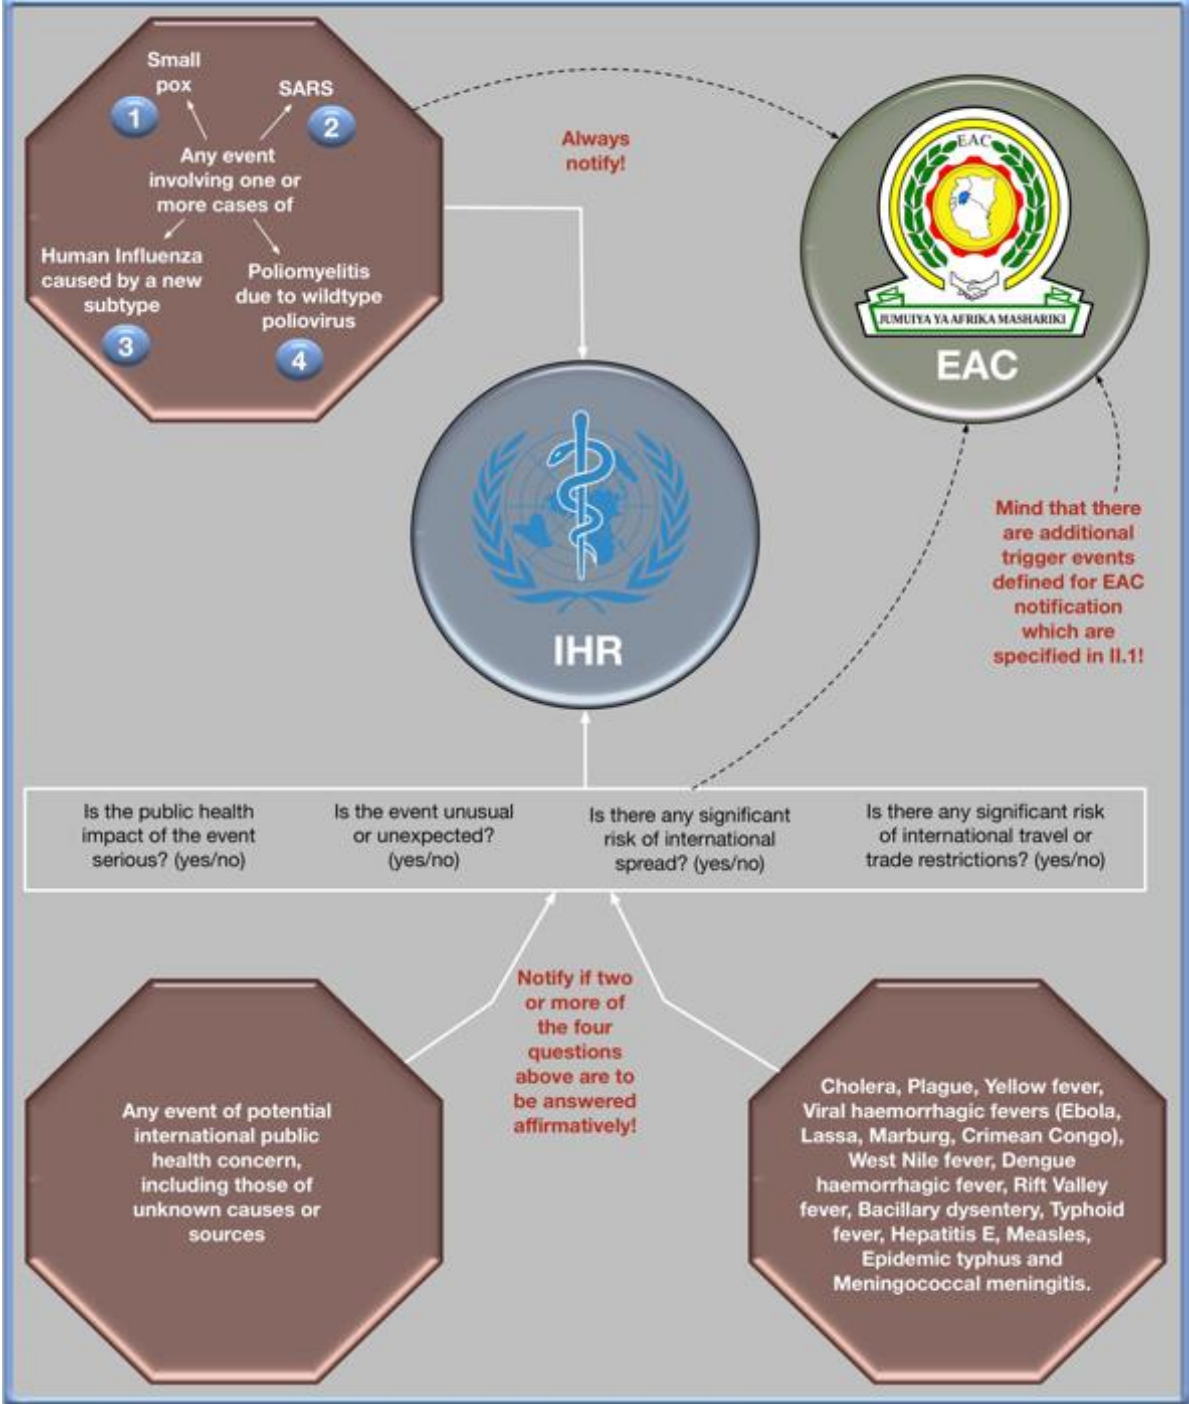 Small
pox
1
SARS
2
Any event
involving one or
more cases of
Human Influenza
caused by a new
subtype
3
Poliomyelitis
due to wildtype
poliovirus
4
Always
notify!
EAC
JUMUIYA YA AFRIKA MASHARIKI
EAC
IHR
Mind that there
are additional
trigger events
defined for EAC
notification
which are
specified in II.1!
Is the public health
impact of the event
serious? (yes/no)
Is the event unusual
or unexpected?
(yes/no)
Is there any significant
risk of international
spread? (yes/no)
Is there any significant risk
of international travel or
trade restrictions? (yes/no)
Notify if two
or more of
the four
questions
above are to
be answered
affirmatively!
Any event of potential
international public
health concern,
including those of
unknown causes or
sources
Cholera, Plague, Yellow fever,
Viral haemorrhagic fevers (Ebola,
Lassa, Marburg, Crimean Congo),
West Nile fever, Dengue
haemorrhagic fever, Rift Valley
fever, Bacillary dysentery, Typhoid
fever, Hepatitis E, Measles,
Epidemic typhus and
Meningococcal meningitis.